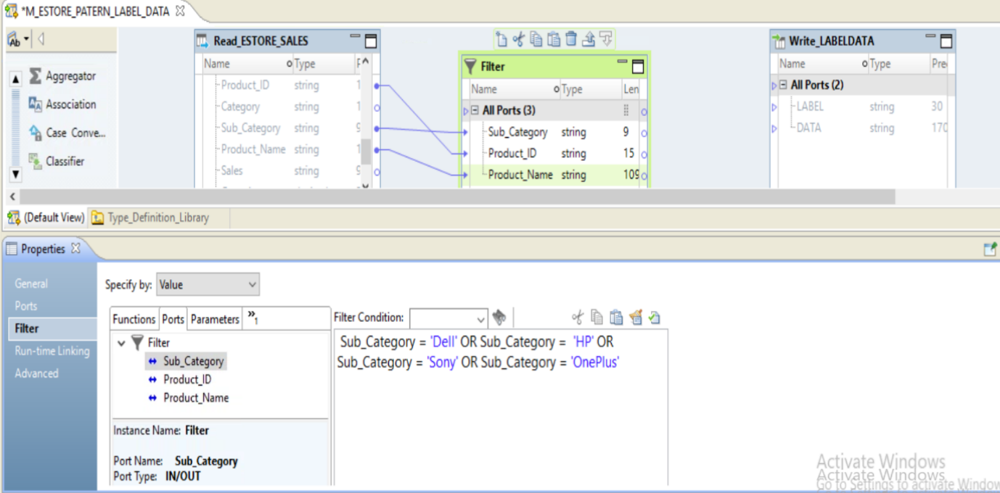 *M_ESTORE_PATERN_LABEL_DATA
Ab
Aggregator
Association
Case Conve...
Classifier
Read_ESTORE_SALES
Name Type
Product_ID string 1
Category string 1
Sub_Category string 9
Product_Name string 1
Sales string 9
Filter
Name Type Len
All Ports (3)
Sub_Category string 9
Product_ID string 15
Product_Name string 109
Write_LABELDATA
Name Type Pre
All Ports (2)
LABEL string 30
DATA string 170
(Default View) Type_Definition_Library
Properties
General
Ports
Filter
Run-time Linking
Advanced
Specify by: Value
Functions Ports Parameters »1
Filter
Sub_Category
Product_ID
Product_Name
Instance Name: Filter
Port Name: Sub_Category
Port Type: IN/OUT
Filter Condition:
Sub_Category = 'Dell' OR Sub_Category = 'HP' OR
Sub_Category = 'Sony' OR Sub_Category = 'OnePlus'
Activate Windows
Activate Windows
Go to Settings to activate Window